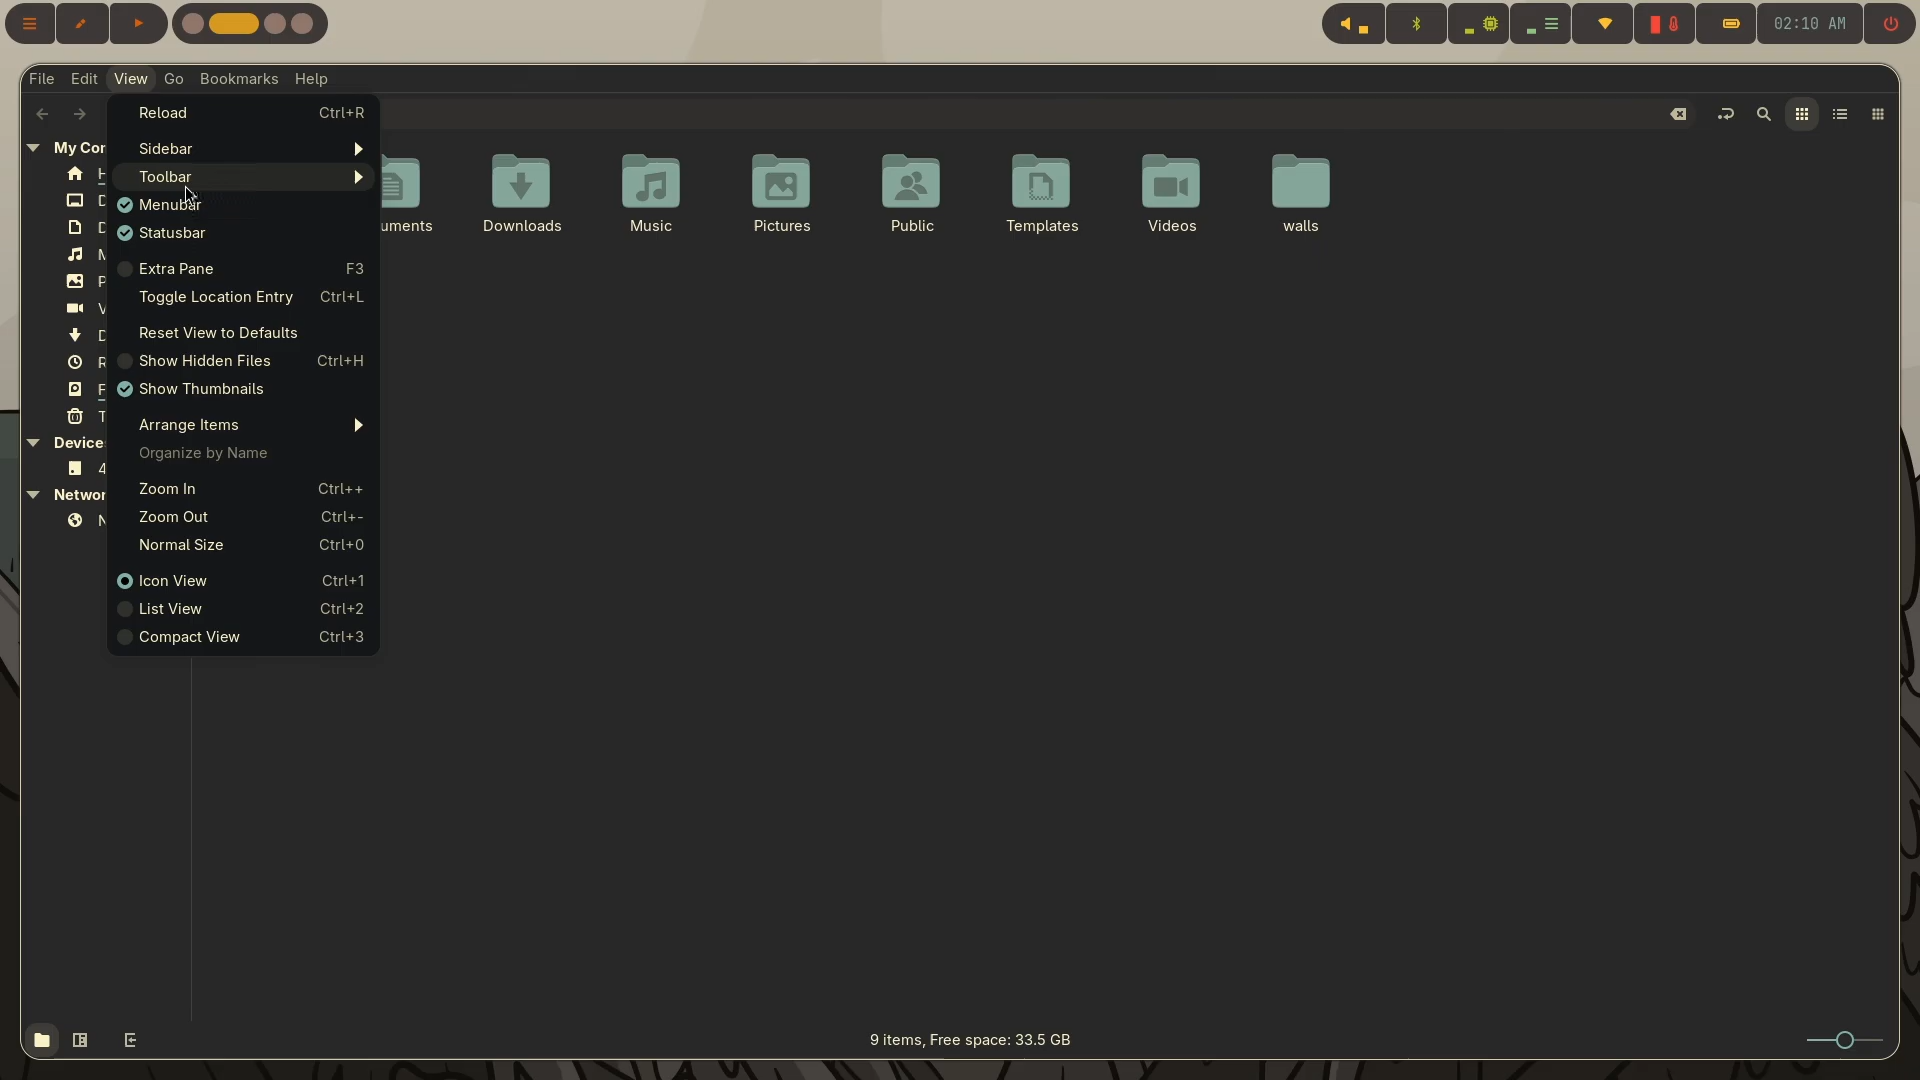 02:10 AM
File Edit View Go Bookmarks Help
Reload Ctrl+R
My Con
Sidebar
Toolbar
Menubar
Statusbar
Extra Pane F3
Toggle Location Entry Ctrl+L
Reset View to Defaults
Show Hidden Files Ctrl+H
Show Thumbnails
Arrange Items
Organize by Name
Zoom In Ctrl++
Zoom Out Ctrl+-
Normal Size Ctrl+0
Icon View Ctrl+1
List View Ctrl+2
Compact View Ctrl+3
H
D
D
M
P
V
D
R
F
T
Device
4
Networ
N
uments Downloads Music Pictures Public Templates Videos walls
9 items, Free space: 33.5 GB